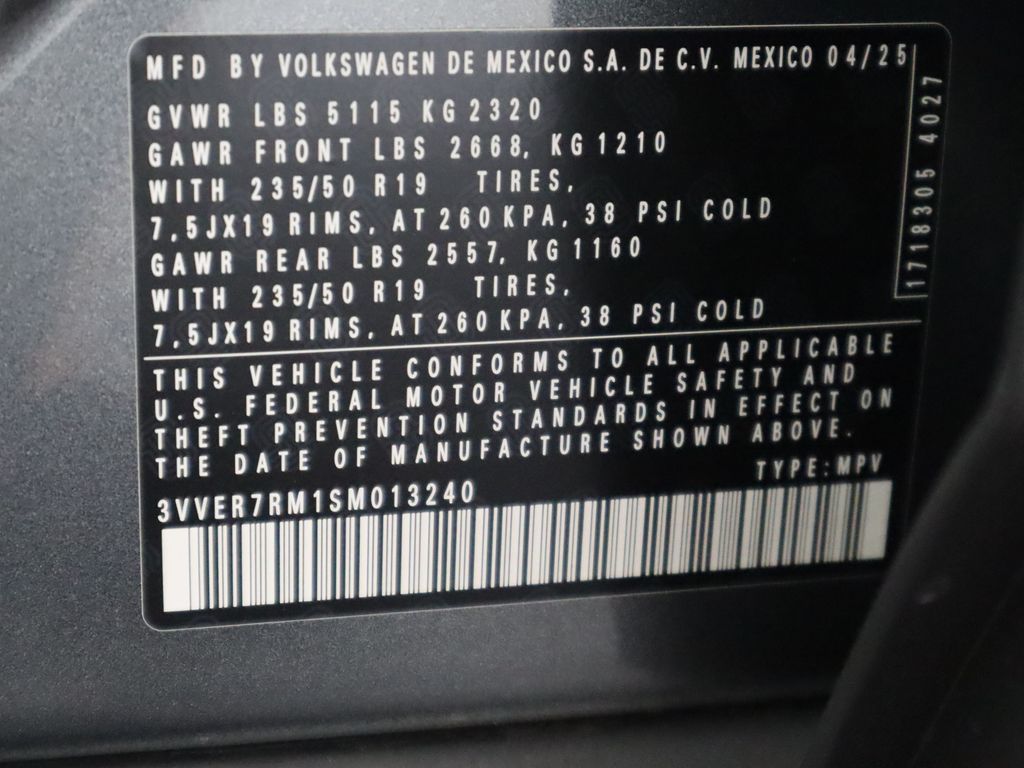 MFD BY VOLKSWAGEN DE MEXICO S.A. DE C.V. MEXICO 04/25
GVWR LBS 5115 KG 2320
GAWR FRONT LBS 2668, KG 1210
WITH 235/50 R19 TIRES,
7,5JX19 RIMS, AT 260 KPA, 38 PSI COLD
GAWR REAR LBS 2557, KG 1160
WITH 235/50 R19 TIRES,
7,5JX19 RIMS, AT 260 KPA, 38 PSI COLD
1718305 4027
THIS VEHICLE CONFORMS TO ALL APPLICABLE
U.S. FEDERAL MOTOR VEHICLE SAFETY AND
THEFT PREVENTION STANDARDS IN EFFECT ON
THE DATE OF MANUFACTURE SHOWN ABOVE.
TYPE:MPV
3VVER7RM1SM013240